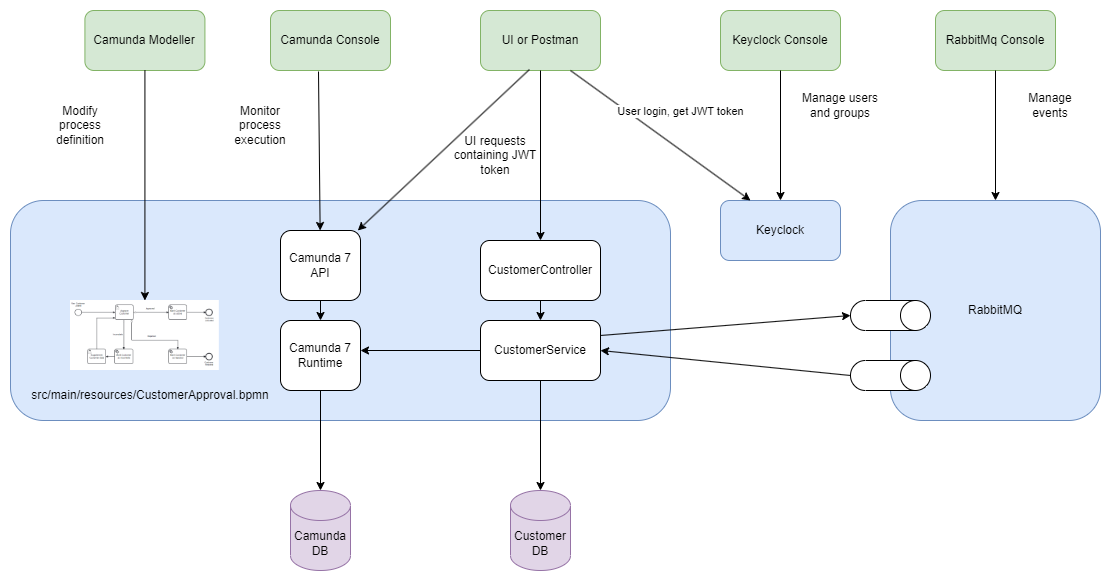 Camunda Modeller
Camunda Console
UI or Postman
Keyclock Console
RabbitMq Console
Modify
process
definition
Monitor
process
execution
UI requests
containing JWT
token
User login, get JWT token
Manage users
and groups
Manage
events
Camunda 7
API
CustomerController
Keyclock
RabbitMQ
Camunda 7
Runtime
CustomerService
src/main/resources/CustomerApproval.bpmn
Camunda
DB
Customer
DB